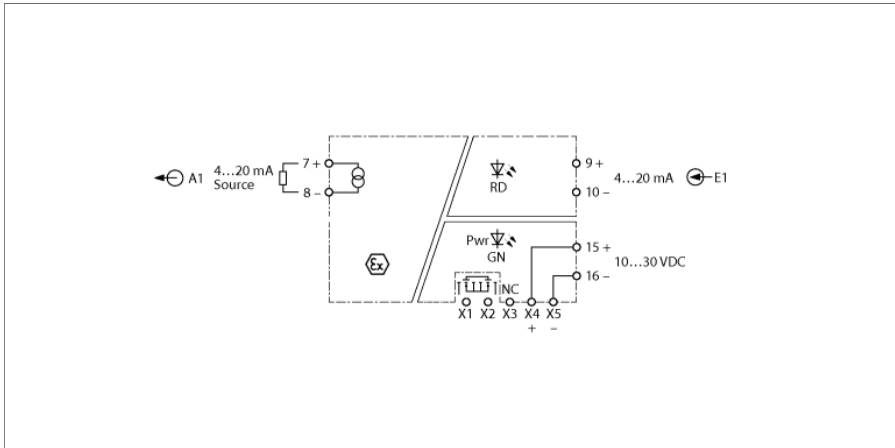 A1
4...20 mA
Source
7 +
8 –
Ex
RD
9 +
10 –
4...20 mA
E1
Pwr
GN
15 +
16 –
10...30 VDC
NC
X1 X2 X3 X4 X5
+ –